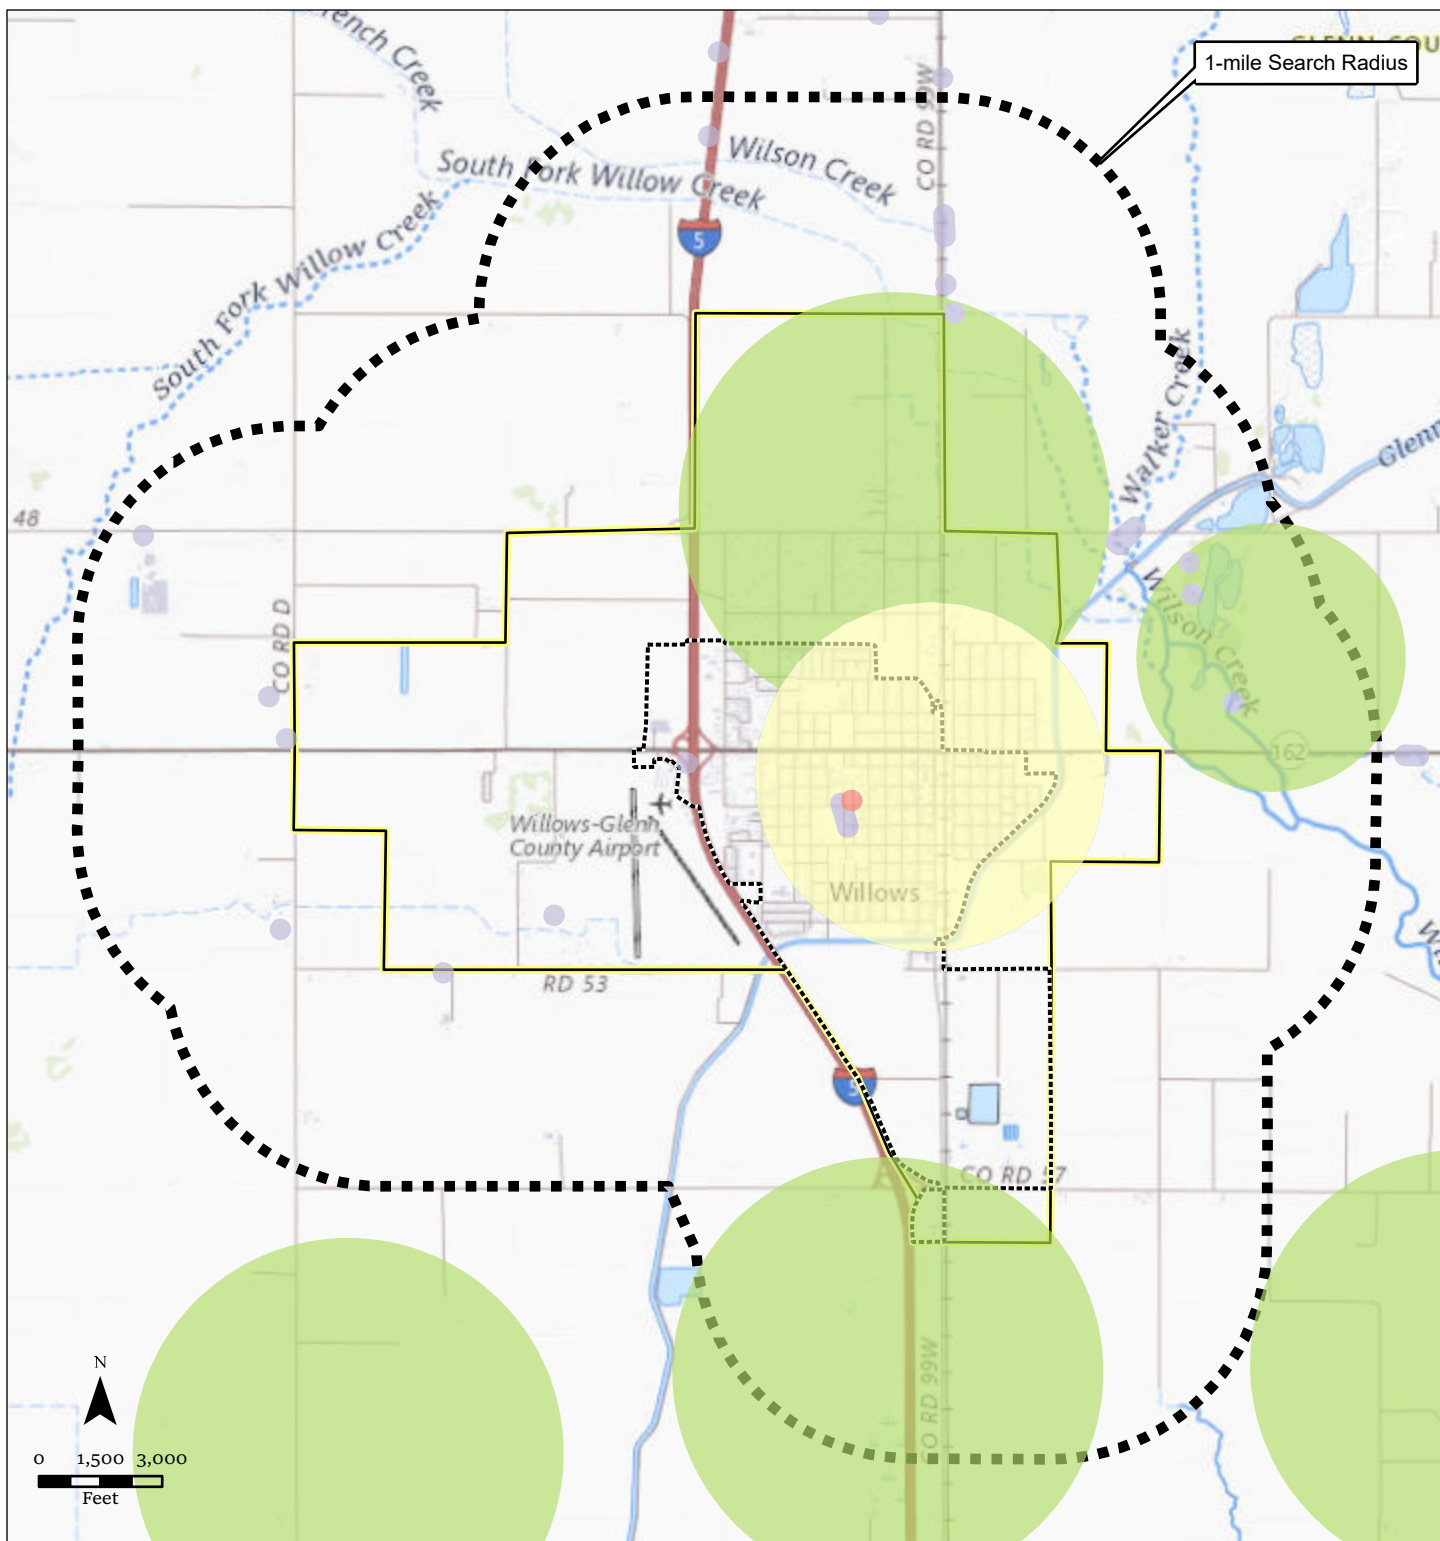 French Creek
GLENN COU
1-mile Search Radius
CO RD 99W
Wilson Creek
South Fork Willow Creek
South Fork Willow Creek
5
Walker Creek
Glenn
48
CO RD D
Wilson Creek
162
Willows-Glenn
County Airport
Willows
RD 53
5
CO RD 57
CO RD 99W
N
0 1,500 3,000
Feet